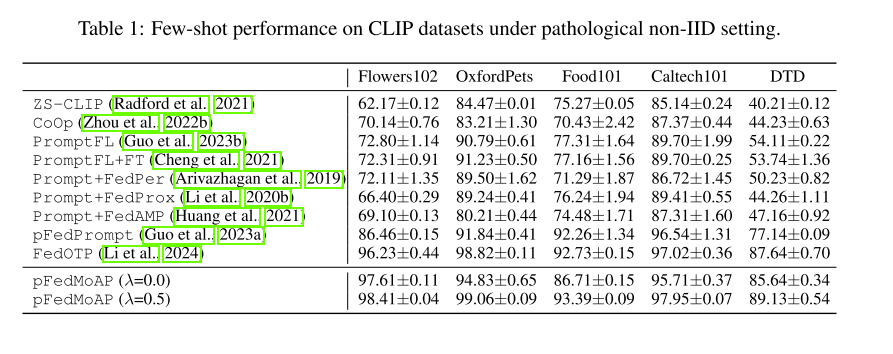 Table 1: Few-shot performance on CLIP datasets under pathological non-IID setting.
Flowers102 OxfordPets Food101 Caltech101 DTD
ZS-CLIP (Radford et al., 2021) 62.17±0.12 84.47±0.01 75.27±0.05 85.14±0.24 40.21±0.12
CoOp (Zhou et al., 2022b) 70.14±0.76 83.21±1.30 70.43±2.42 87.37±0.44 44.23±0.63
PromptFL (Guo et al., 2023b) 72.80±1.14 90.79±0.61 77.31±1.64 89.70±1.99 54.11±0.22
PromptFL+FT (Cheng et al., 2021) 72.31±0.91 91.23±0.50 77.16±1.56 89.70±0.25 53.74±1.36
Prompt+FedPer (Arivazhagan et al., 2019) 72.11±1.35 89.50±1.62 71.29±1.87 86.72±1.45 50.23±0.82
Prompt+FedProx (Li et al., 2020b) 66.40±0.29 89.24±0.41 76.24±1.94 89.41±0.55 44.26±1.11
Prompt+FedAMP (Huang et al., 2021) 69.10±0.13 80.21±0.44 74.48±1.71 87.31±1.60 47.16±0.92
pFedPrompt (Guo et al., 2023a) 86.46±0.15 91.84±0.41 92.26±1.34 96.54±1.31 77.14±0.09
FedOTP (Li et al., 2024) 96.23±0.44 98.82±0.11 92.73±0.15 97.02±0.36 87.64±0.70
pFedMoAP (λ=0.0) 97.61±0.11 94.83±0.65 86.71±0.15 95.71±0.37 85.64±0.34
pFedMoAP (λ=0.5) 98.41±0.04 99.06±0.09 93.39±0.09 97.95±0.07 89.13±0.54